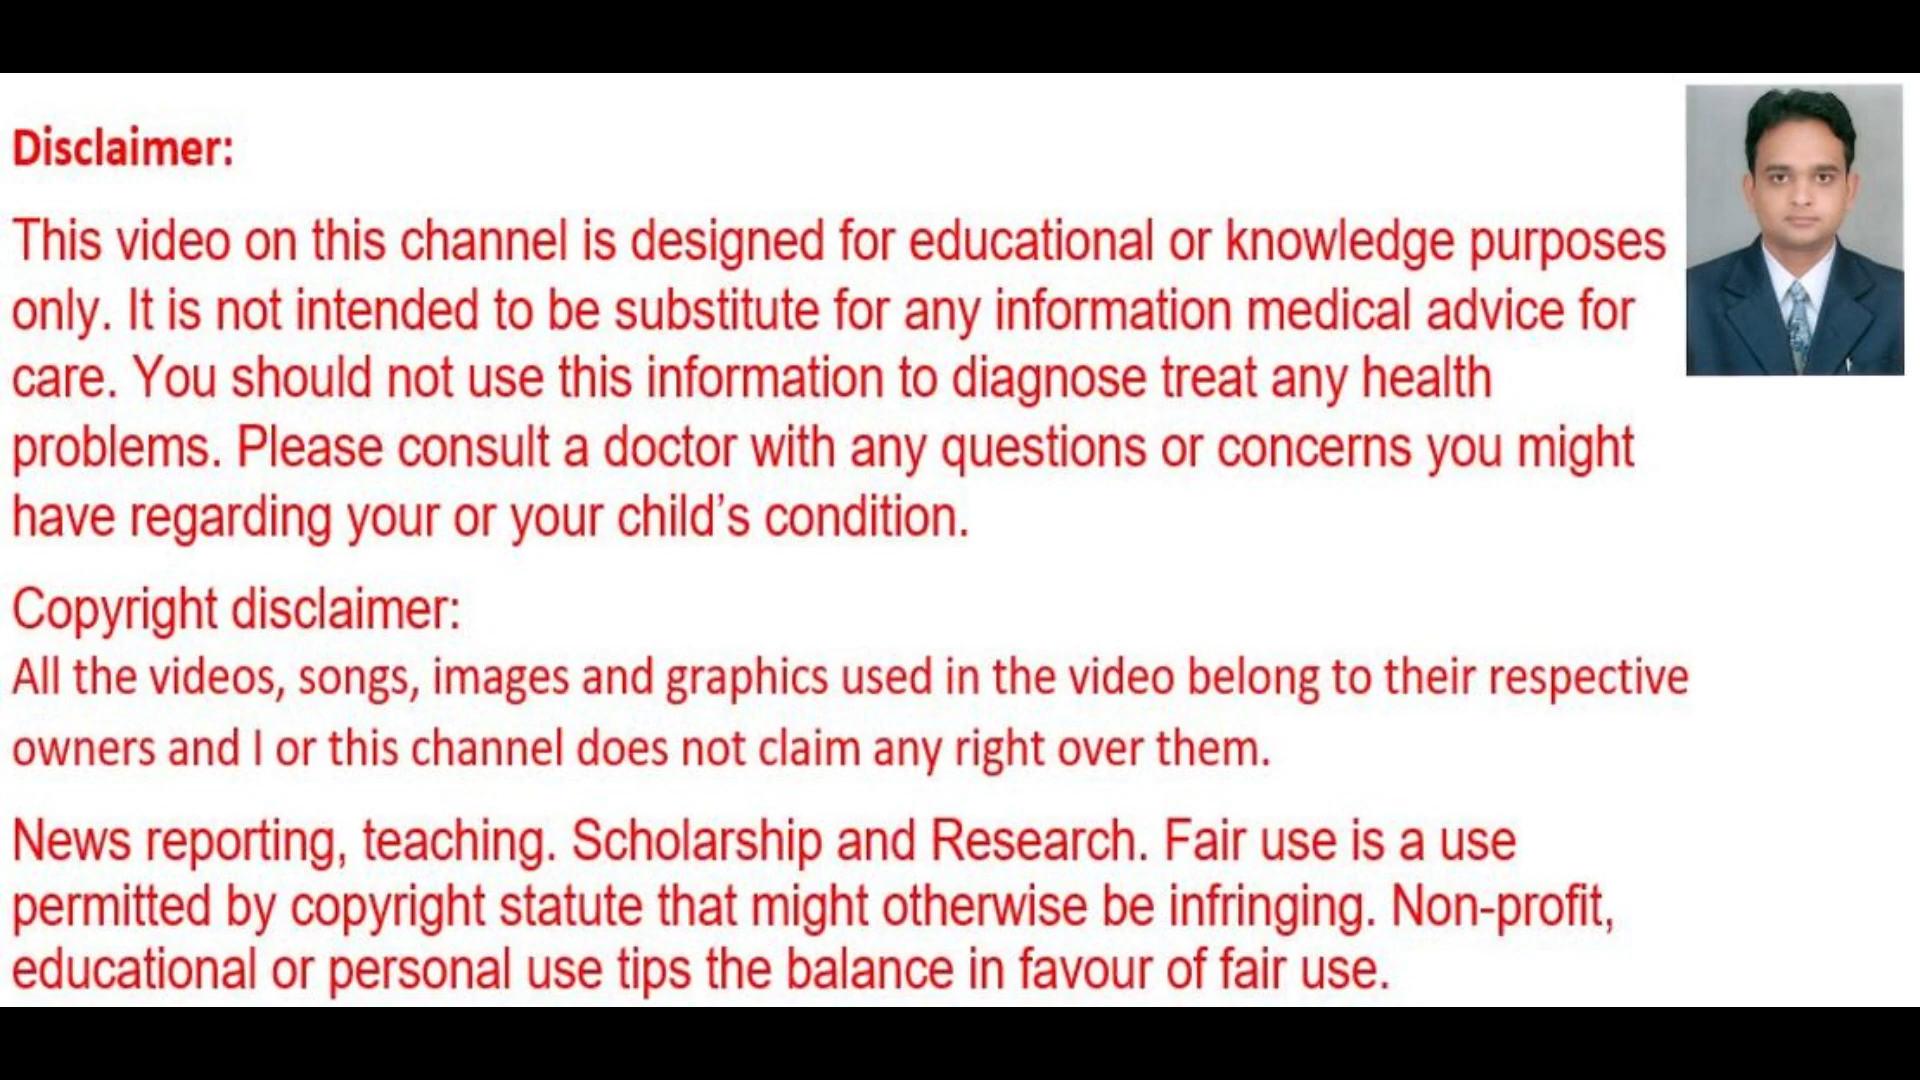 Disclaimer:
This video on this channel is designed for educational or knowledge purposes
only. It is not intended to be substitute for any information medical advice for
care. You should not use this information to diagnose treat any health
problems. Please consult a doctor with any questions or concerns you might
have regarding your or your child’s condition.
Copyright disclaimer:
All the videos, songs, images and graphics used in the video belong to their respective
owners and I or this channel does not claim any right over them.
News reporting, teaching. Scholarship and Research. Fair use is a use
permitted by copyright statute that might otherwise be infringing. Non-profit,
educational or personal use tips the balance in favour of fair use.